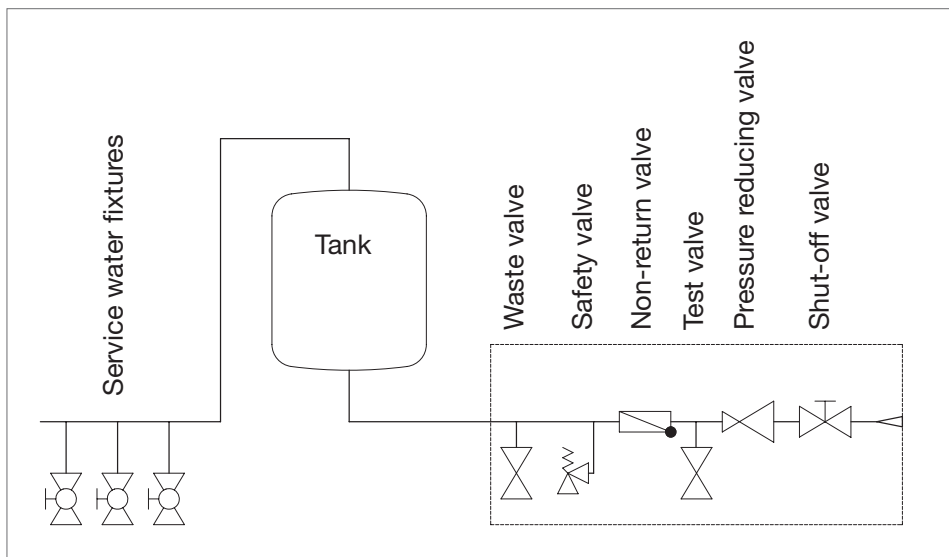 Service water fixtures
Tank
Waste valve
Safety valve
Non-return valve
Test valve
Pressure reducing valve
Shut-off valve